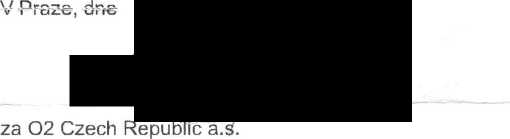 V Praze, dne
za O2 Czech Republic a.s.